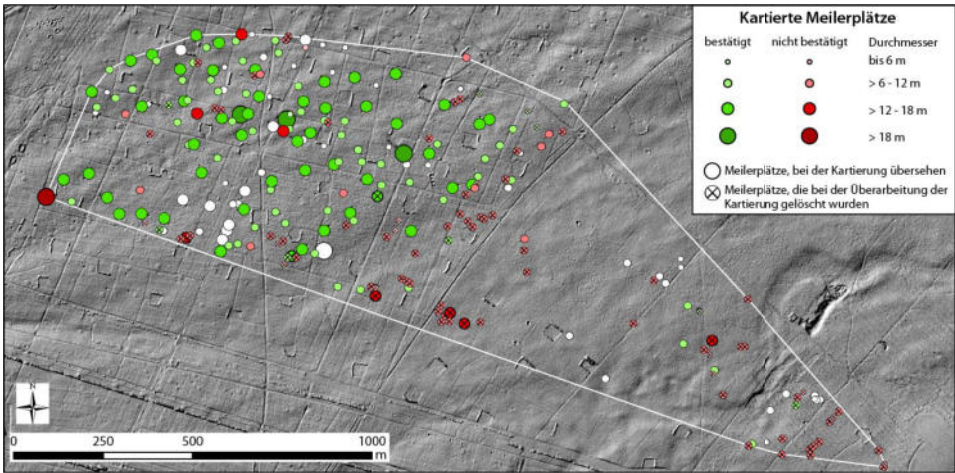 Kartierte Meilerplätze
bestätigt nicht bestätigt Durchmesser
bis 6 m
> 6 - 12 m
> 12 - 18 m
> 18 m
Meilerplätze, bei der Kartierung übersehen
Meilerplätze, die bei der Überarbeitung der
Kartierung gelöscht wurden
N
0 250 500 1000
m